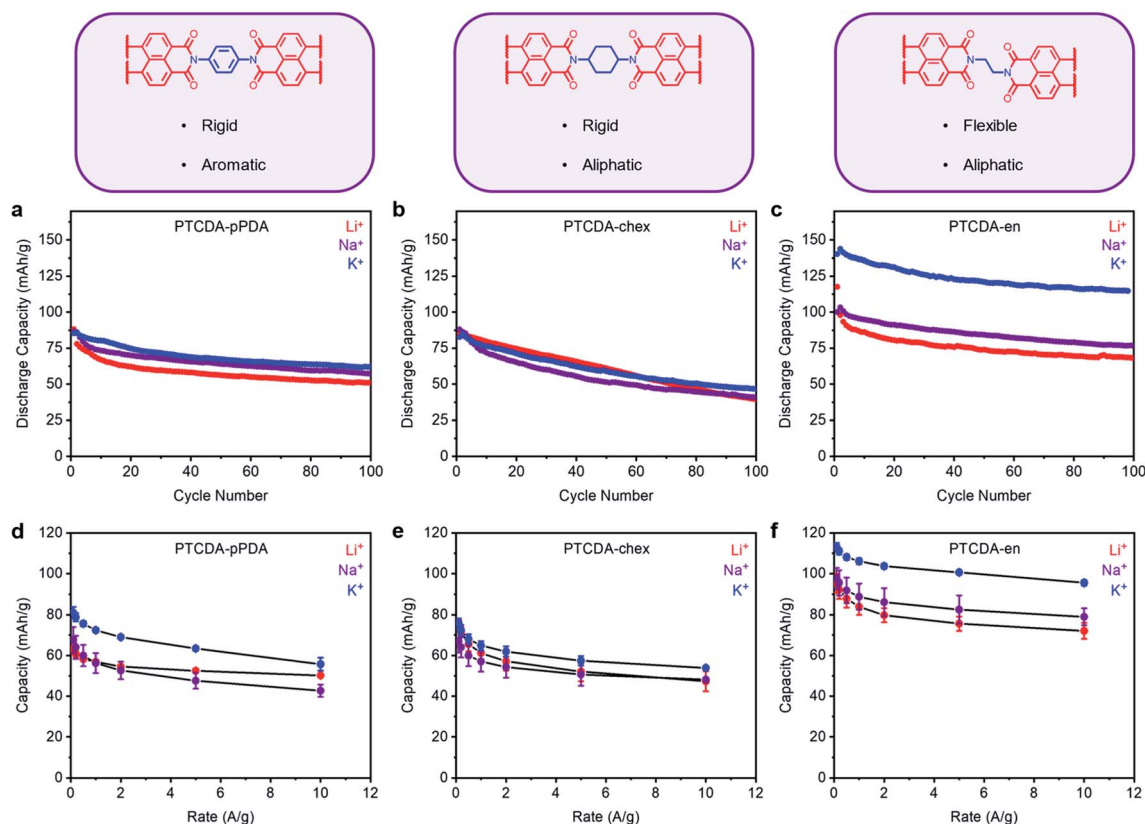 O O O O
N N
O O O O
• Rigid
• Aromatic
O O O O
N N
O O O O
• Rigid
• Aliphatic
O
N O
O N
O
• Flexible
• Aliphatic
a
PTCDA-pPDA
Li⁺
Na⁺
K⁺
150
125
100
75
50
25
0
0 20 40 60 80 100
Discharge Capacity (mAh/g)
Cycle Number
b
PTCDA-chex
Li⁺
Na⁺
K⁺
150
125
100
75
50
25
0
0 20 40 60 80 100
Discharge Capacity (mAh/g)
Cycle Number
c
PTCDA-en
Li⁺
Na⁺
K⁺
150
125
100
75
50
25
0
0 20 40 60 80 100
Discharge Capacity (mAh/g)
Cycle Number
d
PTCDA-pPDA
Li⁺
Na⁺
K⁺
120
100
80
60
40
20
0
0 2 4 6 8 10 12
Capacity (mAh/g)
Rate (A/g)
e
PTCDA-chex
Li⁺
Na⁺
K⁺
120
100
80
60
40
20
0
0 2 4 6 8 10 12
Capacity (mAh/g)
Rate (A/g)
f
PTCDA-en
Li⁺
Na⁺
K⁺
120
100
80
60
40
20
0
0 2 4 6 8 10 12
Capacity (mAh/g)
Rate (A/g)